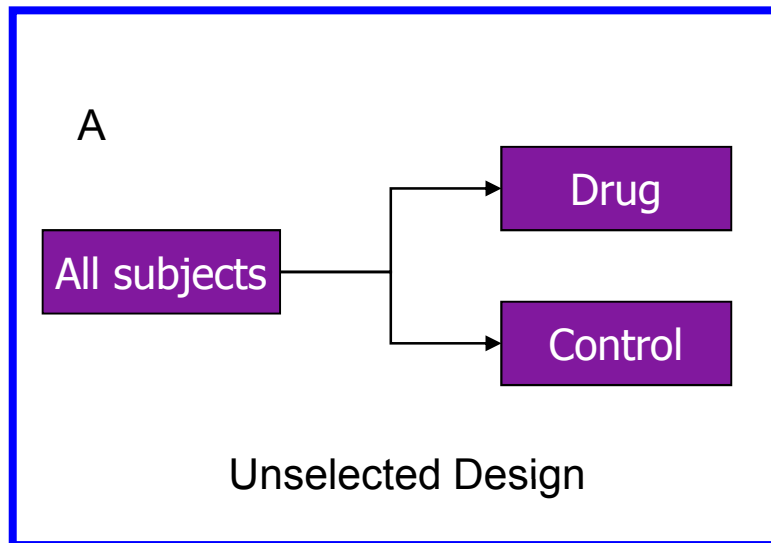 A
All subjects
Drug
Control
Unselected Design